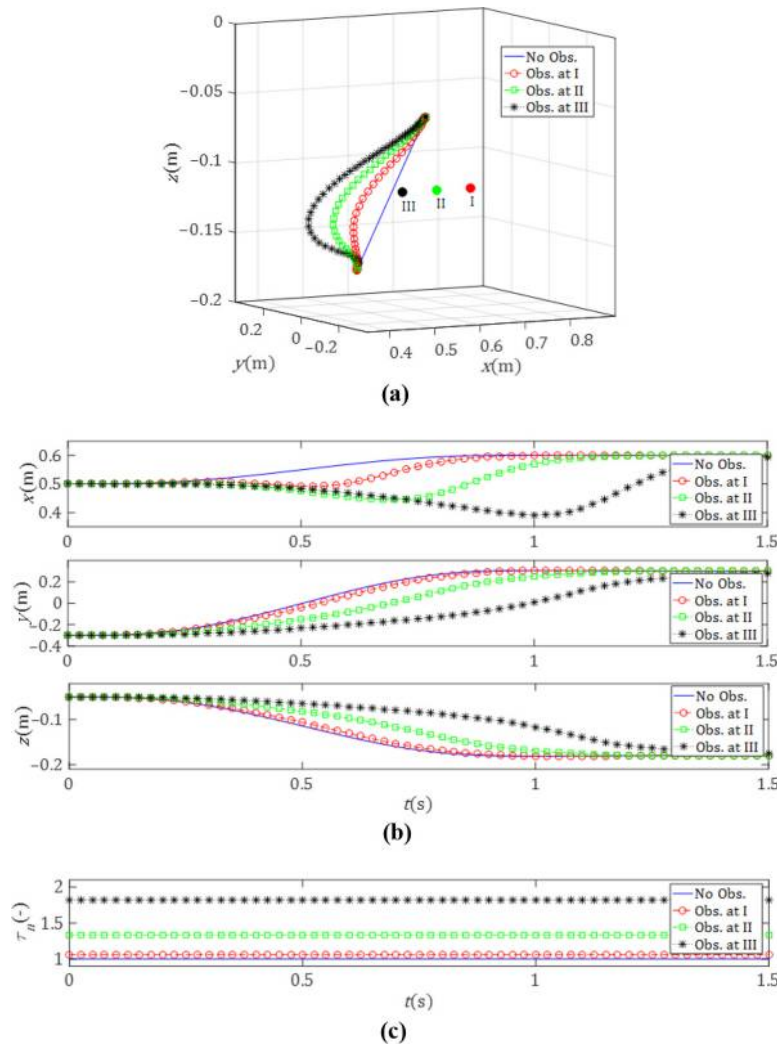 0
−0.05
−0.1
−0.15
−0.2
z(m)
No Obs.
Obs. at I
Obs. at II
Obs. at III
III
II
I
0.2
0
−0.2
y(m)
0.4
0.5
0.6
0.7
0.8
x(m)
(a)
0.6
0.5
0.4
x(m)
No Obs.
Obs. at I
Obs. at II
Obs. at III
0 0.5 1 1.5
0.2
0
−0.2
−0.4
y(m)
No Obs.
Obs. at I
Obs. at II
Obs. at III
0 0.5 1 1.5
−0.1
−0.2
z(m)
No Obs.
Obs. at I
Obs. at II
Obs. at III
0 0.5 1 1.5
t(s)
(b)
2
1.5
1
τn(-)
No Obs.
Obs. at I
Obs. at II
Obs. at III
0 0.5 1 1.5
t(s)
(c)